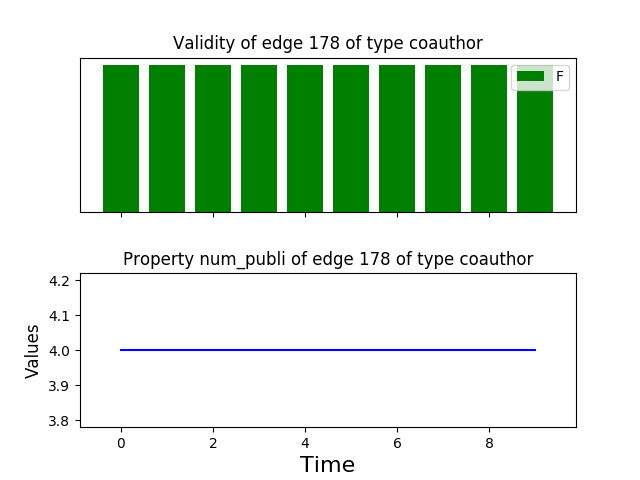 Validity of edge 178 of type coauthor
F
Property num_publi of edge 178 of type coauthor
4.2
4.1
4.0
3.9
3.8
Values
0 2 4 6 8
Time